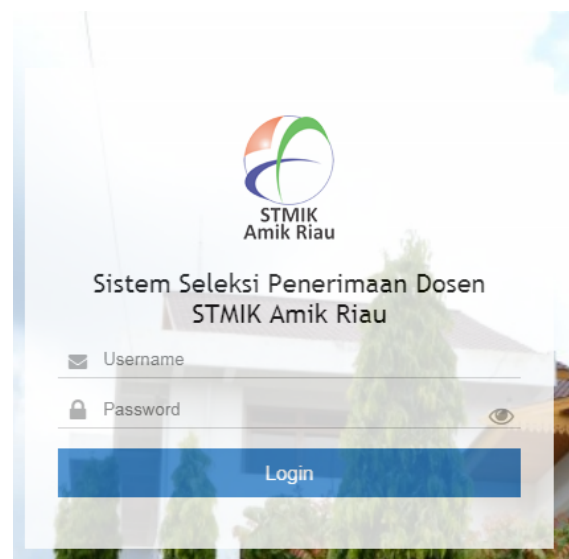 STMIK
Amik Riau
Sistem Seleksi Penerimaan Dosen
STMIK Amik Riau
Username
Password
Login